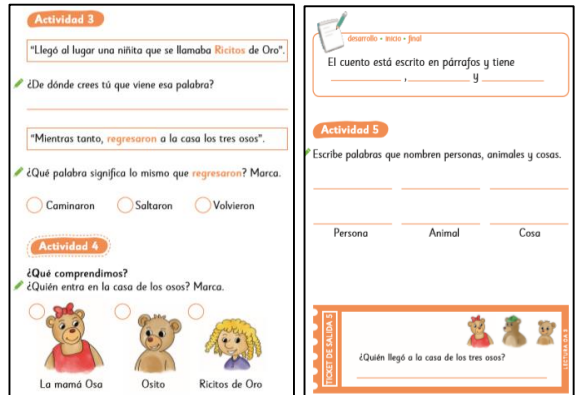 Actividad 3
"Llegó al lugar una niñita que se llamaba Ricitos de Oro".
¿De dónde crees tú que viene esa palabra?
"Mientras tanto, regresaron a la casa los tres osos".
¿Qué palabra significa lo mismo que regresaron? Marca.
Caminaron Saltaron Volvieron
Actividad 4
¿Qué comprendimos?
¿Quién entra en la casa de los osos? Marca.
La mamá Osa Osito Ricitos de Oro
desarrollo - inicio - final
El cuento está escrito en párrafos y tiene
, y
Actividad 5
Escribe palabras que nombren personas, animales y cosas.
Persona Animal Cosa
TICKET DE SALIDA 5
¿Quién llegó a la casa de los tres osos?